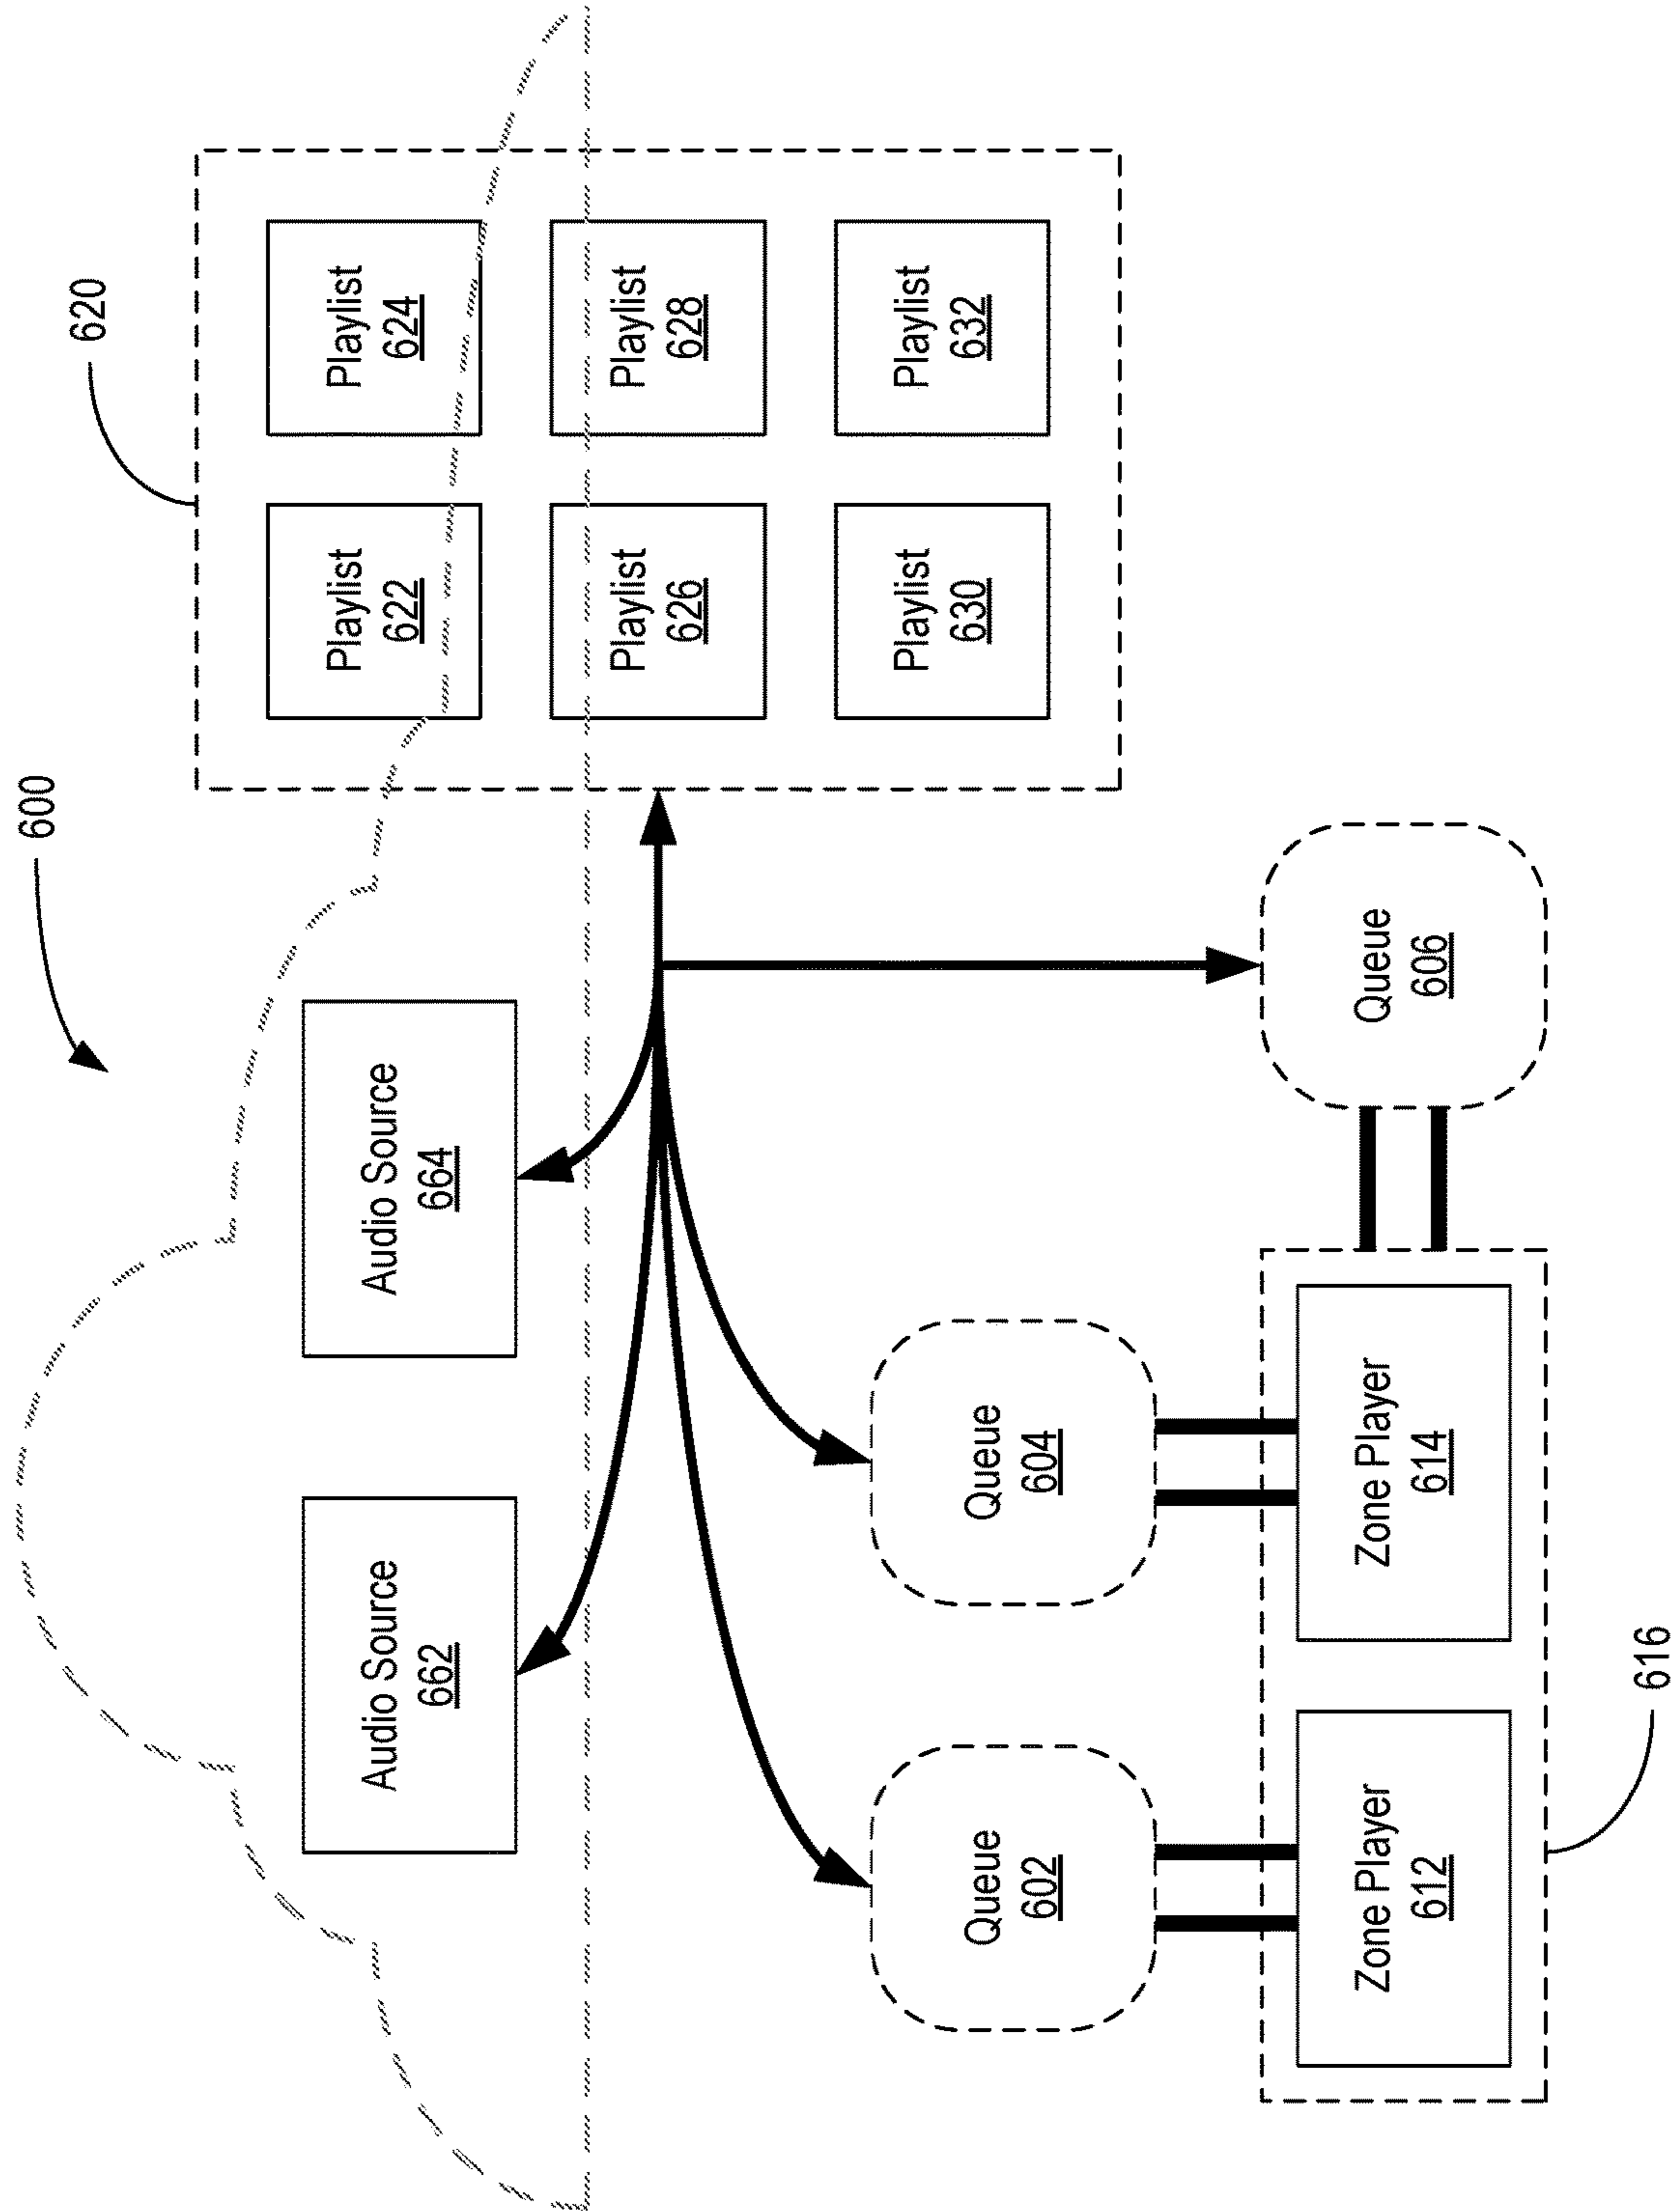 600
620
Audio Source
662
Audio Source
664
Playlist
622
Playlist
624
Playlist
626
Playlist
628
Playlist
630
Playlist
632
Queue
602
Queue
604
Queue
606
Zone Player
612
Zone Player
614
616